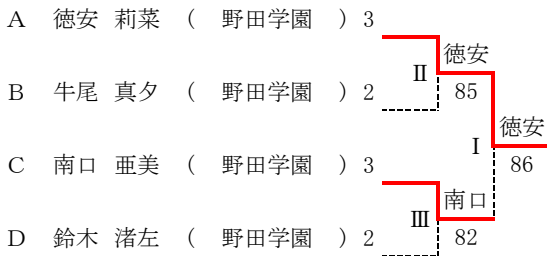 A 徳安 莉菜 ( 野田学園 ) 3
徳安
Ⅱ
B 牛尾 真夕 ( 野田学園 ) 2
85
徳安
Ⅰ
86
C 南口 亜美 ( 野田学園 ) 3
南口
Ⅲ
D 鈴木 渚左 ( 野田学園 ) 2
82